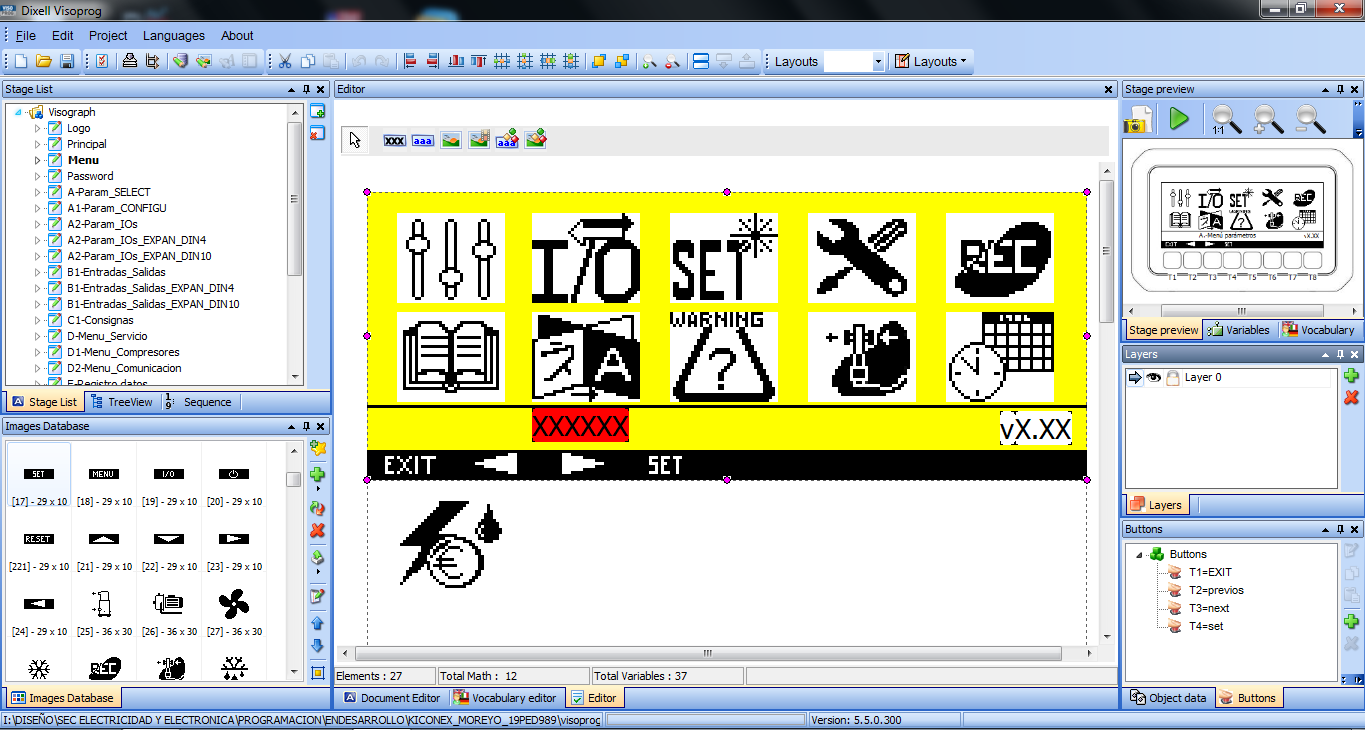 Dixell Visoprog
File Edit Project Languages About
Layouts Layouts
Stage List
Visograph
Logo
Principal
Menu
Password
A-Param_SELECT
A1-Param_CONFIGU
A2-Param_IOs
A2-Param_IOs_EXPAN_DIN4
A2-Param_IOs_EXPAN_DIN10
B1-Entradas_Salidas
B1-Entradas_Salidas_EXPAN_DIN4
B1-Entradas_Salidas_EXPAN_DIN10
C1-Consignas
D-Menu_Servicio
D1-Menu_Compresores
D2-Menu_Comunicacion
E-Registro datos
Stage List TreeView Sequence
Images Database
SET MENU I/O
[17] - 29 x 10 [18] - 29 x 10 [19] - 29 x 10 [20] - 29 x 10
RESET
[221] - 29 x 10 [21] - 29 x 10 [22] - 29 x 10 [23] - 29 x 10
[24] - 29 x 10 [25] - 36 x 30 [26] - 36 x 30 [27] - 36 x 30
REC
Images Database
Editor
xxx aaa aaa
I/O SET REC
A WARNING ?
XXXXXX vX.XX
EXIT SET
€
Elements : 27 Total Math : 12 Total Variables : 37
Document Editor Vocabulary editor Editor
Stage preview
1:1
I/O SET REC
A WARNING ?
A.-Menú parámetros vX.XX
EXIT SET
T1 T2 T3 T4 T5 T6 T7 T8
Stage preview Variables Vocabulary
Layers
Layer 0
Layers
Buttons
Buttons
T1=EXIT
T2=previos
T3=next
T4=set
Object data Buttons
I:\DISEÑO\SEC ELECTRICIDAD Y ELECTRONICA\PROGRAMACION\ENDESARROLLO\KICONEX_MOREYO_19PED989\visoprog Version: 5.5.0.300